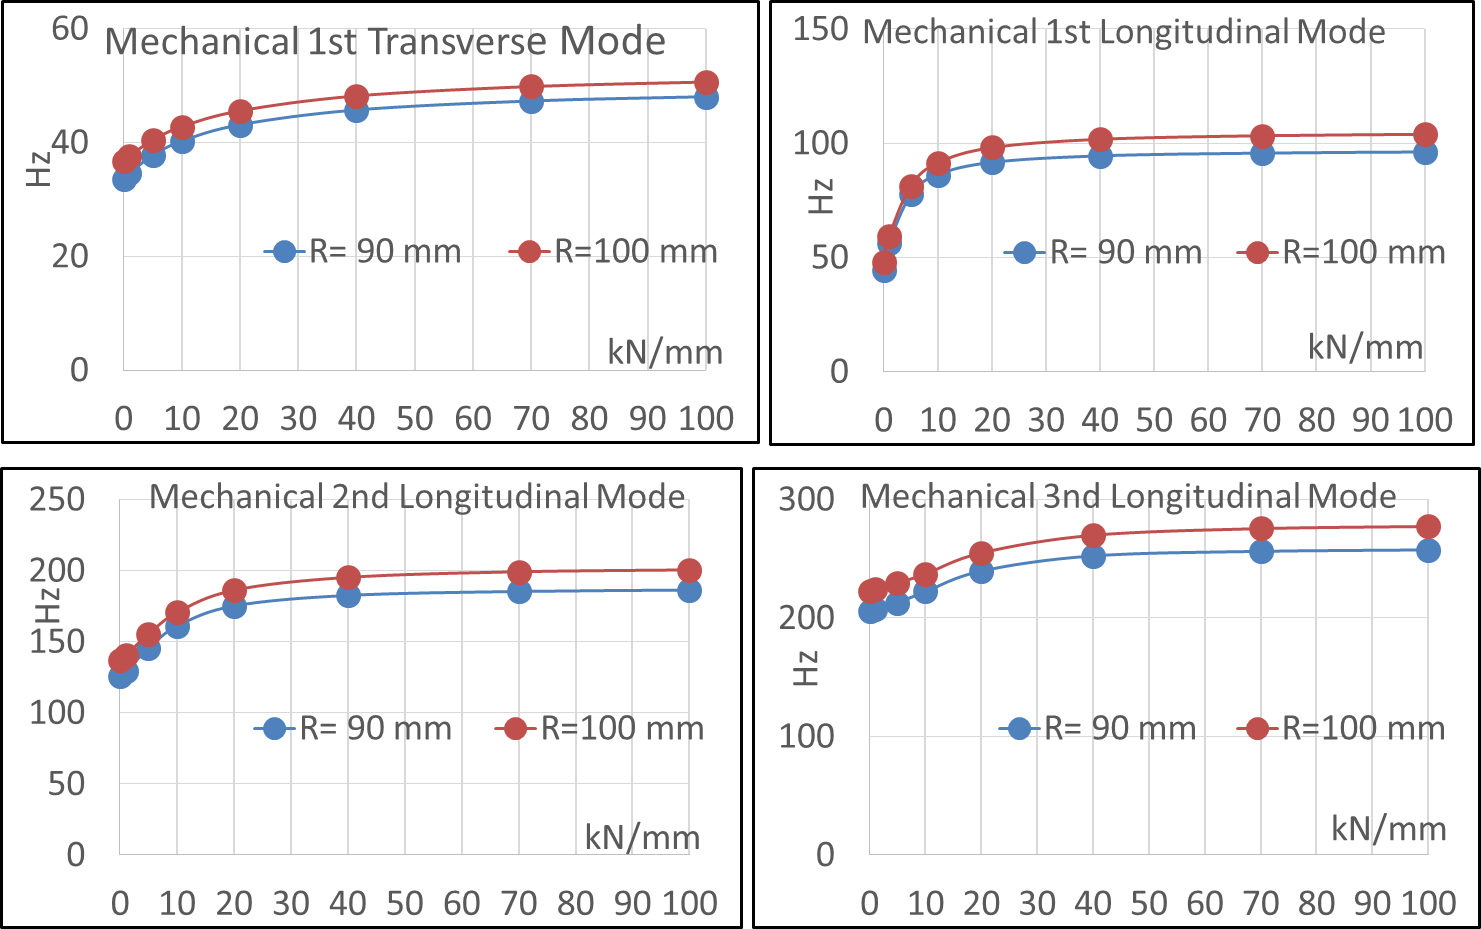 Mechanical 1st Transverse Mode
60
40
20
0
Hz
R= 90 mm R=100 mm
kN/mm
0 10 20 30 40 50 60 70 80 90 100
Mechanical 1st Longitudinal Mode
150
100
50
0
Hz
R= 90 mm R=100 mm
kN/mm
0 10 20 30 40 50 60 70 80 90 100
Mechanical 2nd Longitudinal Mode
250
200
150
100
50
0
Hz
R= 90 mm R=100 mm
kN/mm
0 10 20 30 40 50 60 70 80 90 100
Mechanical 3nd Longitudinal Mode
300
200
100
0
Hz
R= 90 mm R=100 mm
kN/mm
0 10 20 30 40 50 60 70 80 90 100